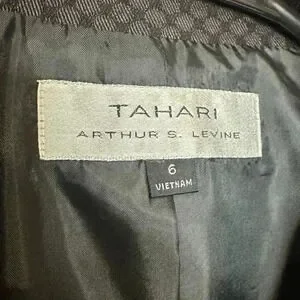 TAHARI
ARTHUR S. LEVINE
6
VIETNAM